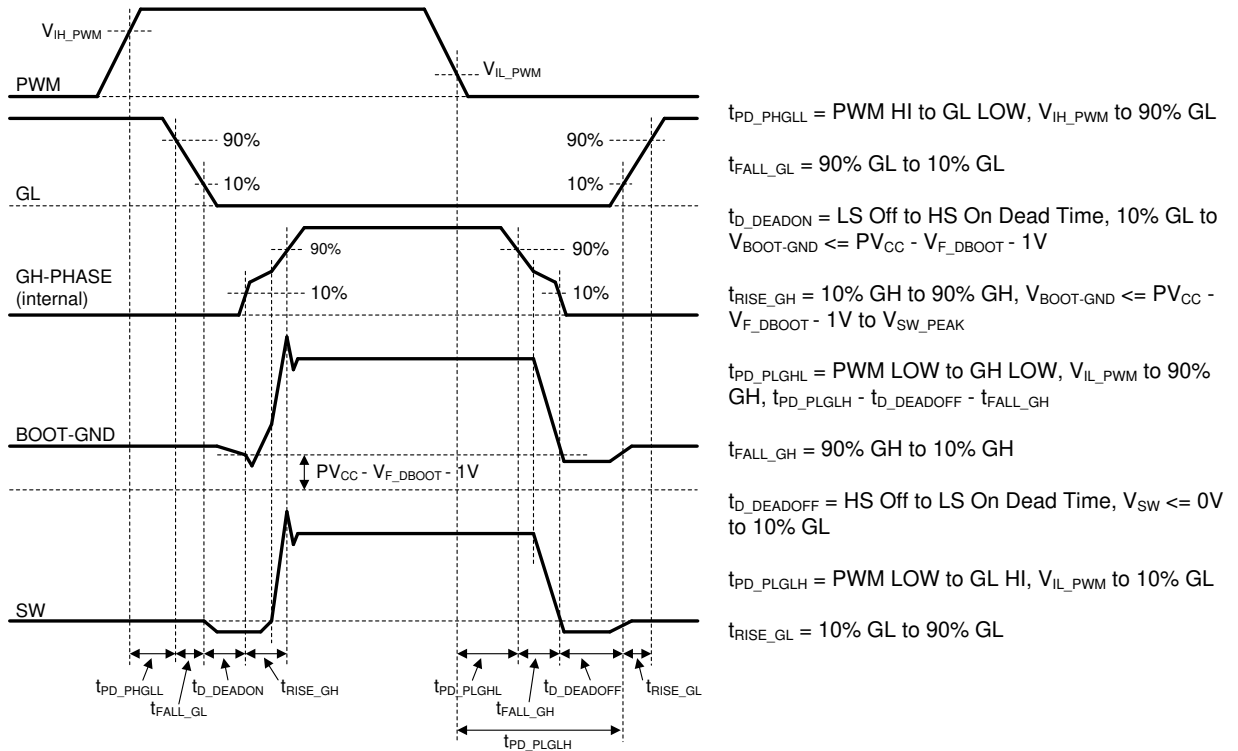 V_IH_PWM
V_IL_PWM
PWM
90%
90%
10%
10%
GL
90%
90%
GH-PHASE
(internal)
10%
10%
BOOT-GND
PV_CC - V_F_DBOOT - 1V
SW
t_PD_PHGLL
t_D_DEADON
t_RISE_GH
t_PD_PLGHL
t_D_DEADOFF
t_RISE_GL
t_FALL_GL
t_FALL_GH
t_PD_PLGLH
t_PD_PHGLL = PWM HI to GL LOW, V_IH_PWM to 90% GL
t_FALL_GL = 90% GL to 10% GL
t_D_DEADON = LS Off to HS On Dead Time, 10% GL to
V_BOOT-GND <= PV_CC - V_F_DBOOT - 1V
t_RISE_GH = 10% GH to 90% GH, V_BOOT-GND <= PV_CC -
V_F_DBOOT - 1V to V_SW_PEAK
t_PD_PLGHL = PWM LOW to GH LOW, V_IL_PWM to 90%
GH, t_PD_PLGLH - t_D_DEADOFF - t_FALL_GH
t_FALL_GH = 90% GH to 10% GH
t_D_DEADOFF = HS Off to LS On Dead Time, V_SW <= 0V
to 10% GL
t_PD_PLGLH = PWM LOW to GL HI, V_IL_PWM to 10% GL
t_RISE_GL = 10% GL to 90% GL